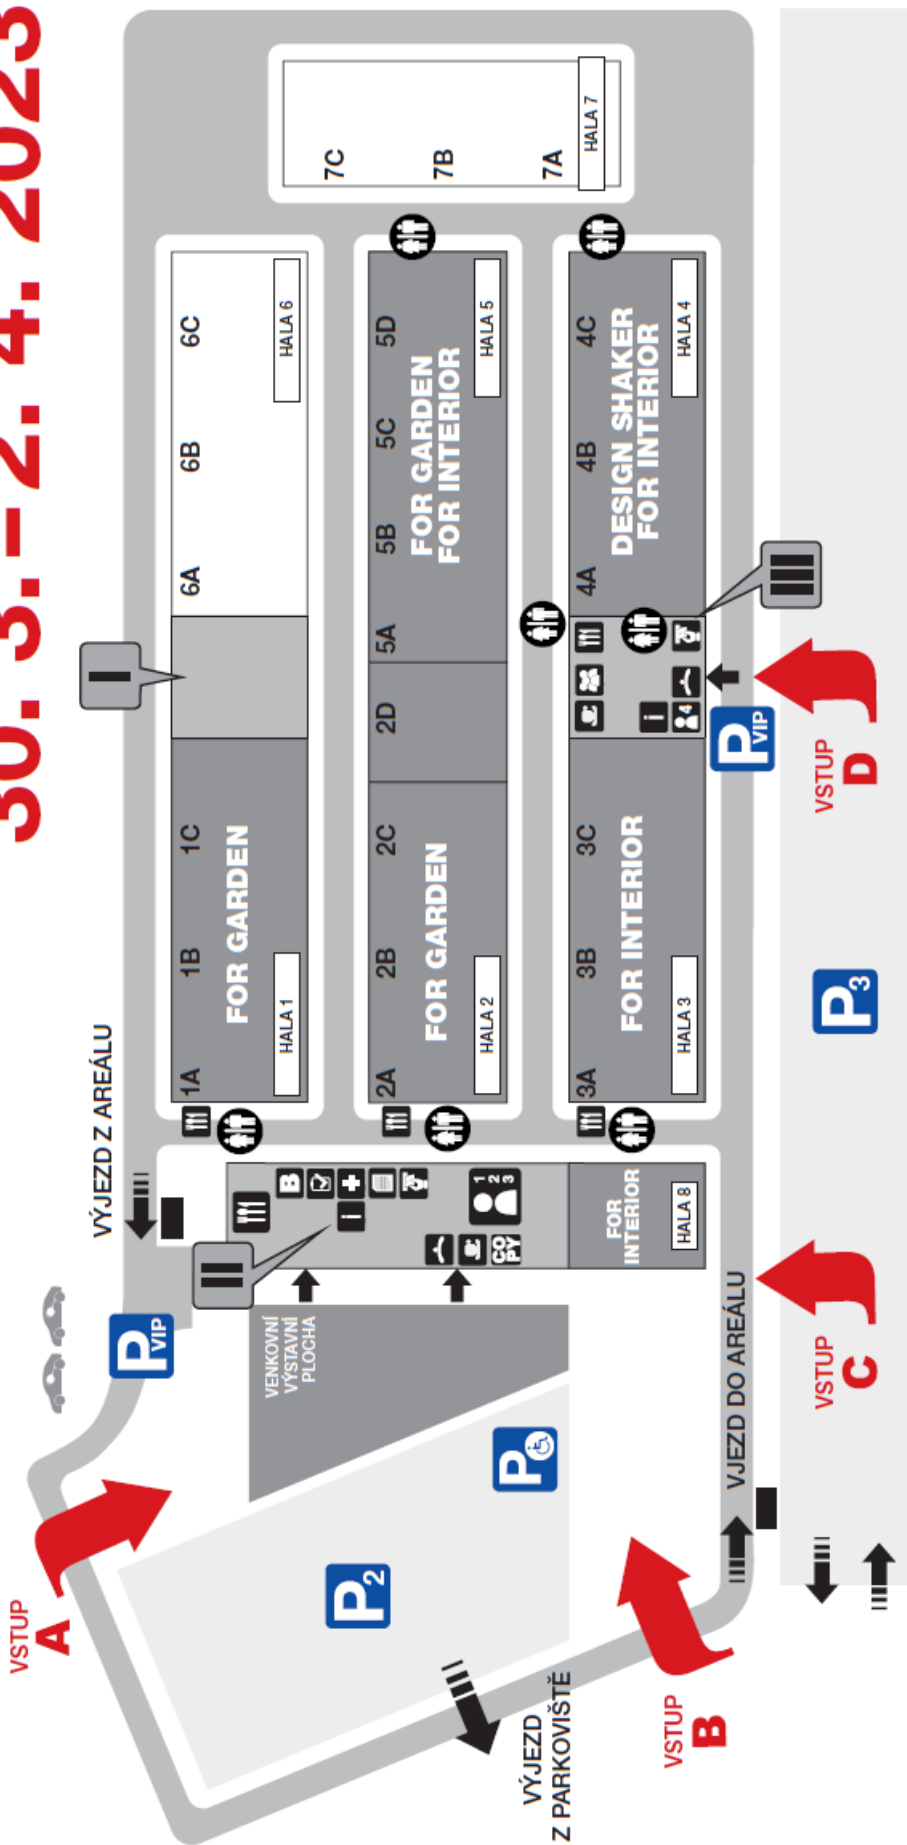 30. 3. – 2. 4. 2023
VSTUP
A
VÝJEZD Z AREÁLU
P VIP
I
1A
1B
1C
FOR GARDEN
HALA 1
6A
6B
6C
HALA 6
II
B
i
1
2
3
COPY
VENKOVNÍ
VÝSTAVNÍ
PLOCHA
2A
2B
2C
2D
FOR GARDEN
HALA 2
5A
5B
5C
5D
FOR GARDEN
FOR INTERIOR
HALA 5
7C
7B
7A
HALA 7
P2
P
VÝJEZD
Z PARKOVIŠTĚ
FOR
INTERIOR
HALA 8
3A
3B
3C
FOR INTERIOR
HALA 3
i
4
4A
4B
4C
DESIGN SHAKER
FOR INTERIOR
HALA 4
III
P VIP
VSTUP
B
VJEZD DO AREÁLU
VSTUP
C
P3
VSTUP
D